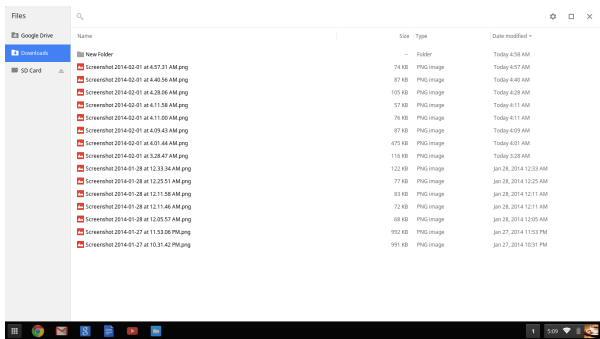 Files
Google Drive
Downloads
SD Card
Name Size Type Date modified
New Folder -- Folder Today 4:58 AM
Screenshot 2014-02-01 at 4.57.31 AM.png 74 KB PNG image Today 4:57 AM
Screenshot 2014-02-01 at 4.40.56 AM.png 87 KB PNG image Today 4:40 AM
Screenshot 2014-02-01 at 4.28.06 AM.png 105 KB PNG image Today 4:28 AM
Screenshot 2014-02-01 at 4.11.58 AM.png 57 KB PNG image Today 4:11 AM
Screenshot 2014-02-01 at 4.11.00 AM.png 76 KB PNG image Today 4:11 AM
Screenshot 2014-02-01 at 4.09.43 AM.png 87 KB PNG image Today 4:09 AM
Screenshot 2014-02-01 at 4.01.44 AM.png 475 KB PNG image Today 4:01 AM
Screenshot 2014-02-01 at 3.28.47 AM.png 116 KB PNG image Today 3:28 AM
Screenshot 2014-01-28 at 12.33.34 AM.png 122 KB PNG image Jan 28, 2014 12:33 AM
Screenshot 2014-01-28 at 12.25.51 AM.png 77 KB PNG image Jan 28, 2014 12:25 AM
Screenshot 2014-01-28 at 12.11.58 AM.png 83 KB PNG image Jan 28, 2014 12:11 AM
Screenshot 2014-01-28 at 12.11.46 AM.png 72 KB PNG image Jan 28, 2014 12:11 AM
Screenshot 2014-01-28 at 12.05.57 AM.png 68 KB PNG image Jan 28, 2014 12:05 AM
Screenshot 2014-01-27 at 11.53.06 PM.png 992 KB PNG image Jan 27, 2014 11:53 PM
Screenshot 2014-01-27 at 10.31.42 PM.png 991 KB PNG image Jan 27, 2014 10:31 PM
8 1 5:09